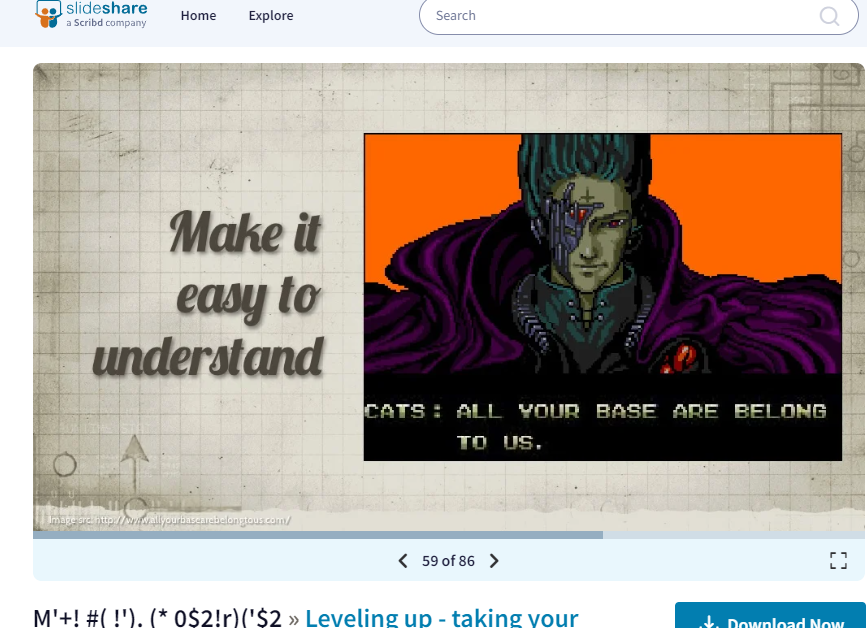 slideshare
a Scribd company
Home
Explore
Search
Make it
easy to
understand
CATS: ALL YOUR BASE ARE BELONG
TO US.
Image src: http://www.allyourbasearebelongtous.com/
59 of 86
M'+! #( !'). (* 0$2!r)('$2 » Leveling up - taking your
Download Now